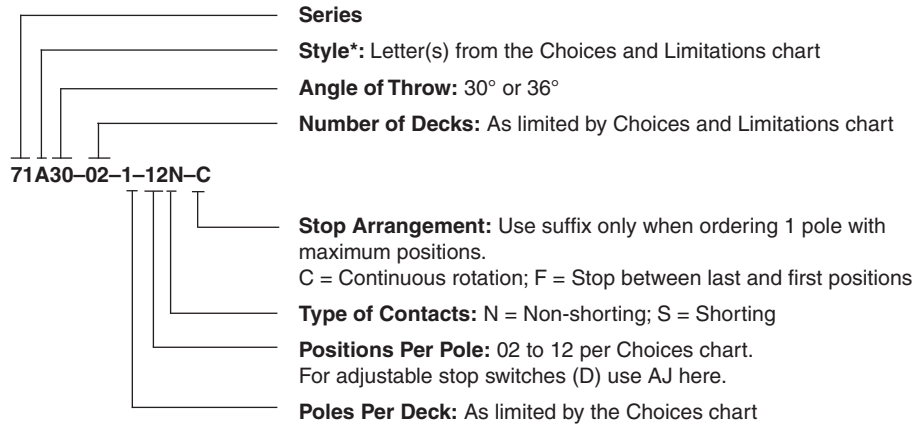 Series
Style*: Letter(s) from the Choices and Limitations chart
Angle of Throw: 30° or 36°
Number of Decks: As limited by Choices and Limitations chart
71A30–02–1–12N–C
Stop Arrangement: Use suffix only when ordering 1 pole with
maximum positions.
C = Continuous rotation; F = Stop between last and first positions
Type of Contacts: N = Non-shorting; S = Shorting
Positions Per Pole: 02 to 12 per Choices chart.
For adjustable stop switches (D) use AJ here.
Poles Per Deck: As limited by the Choices chart